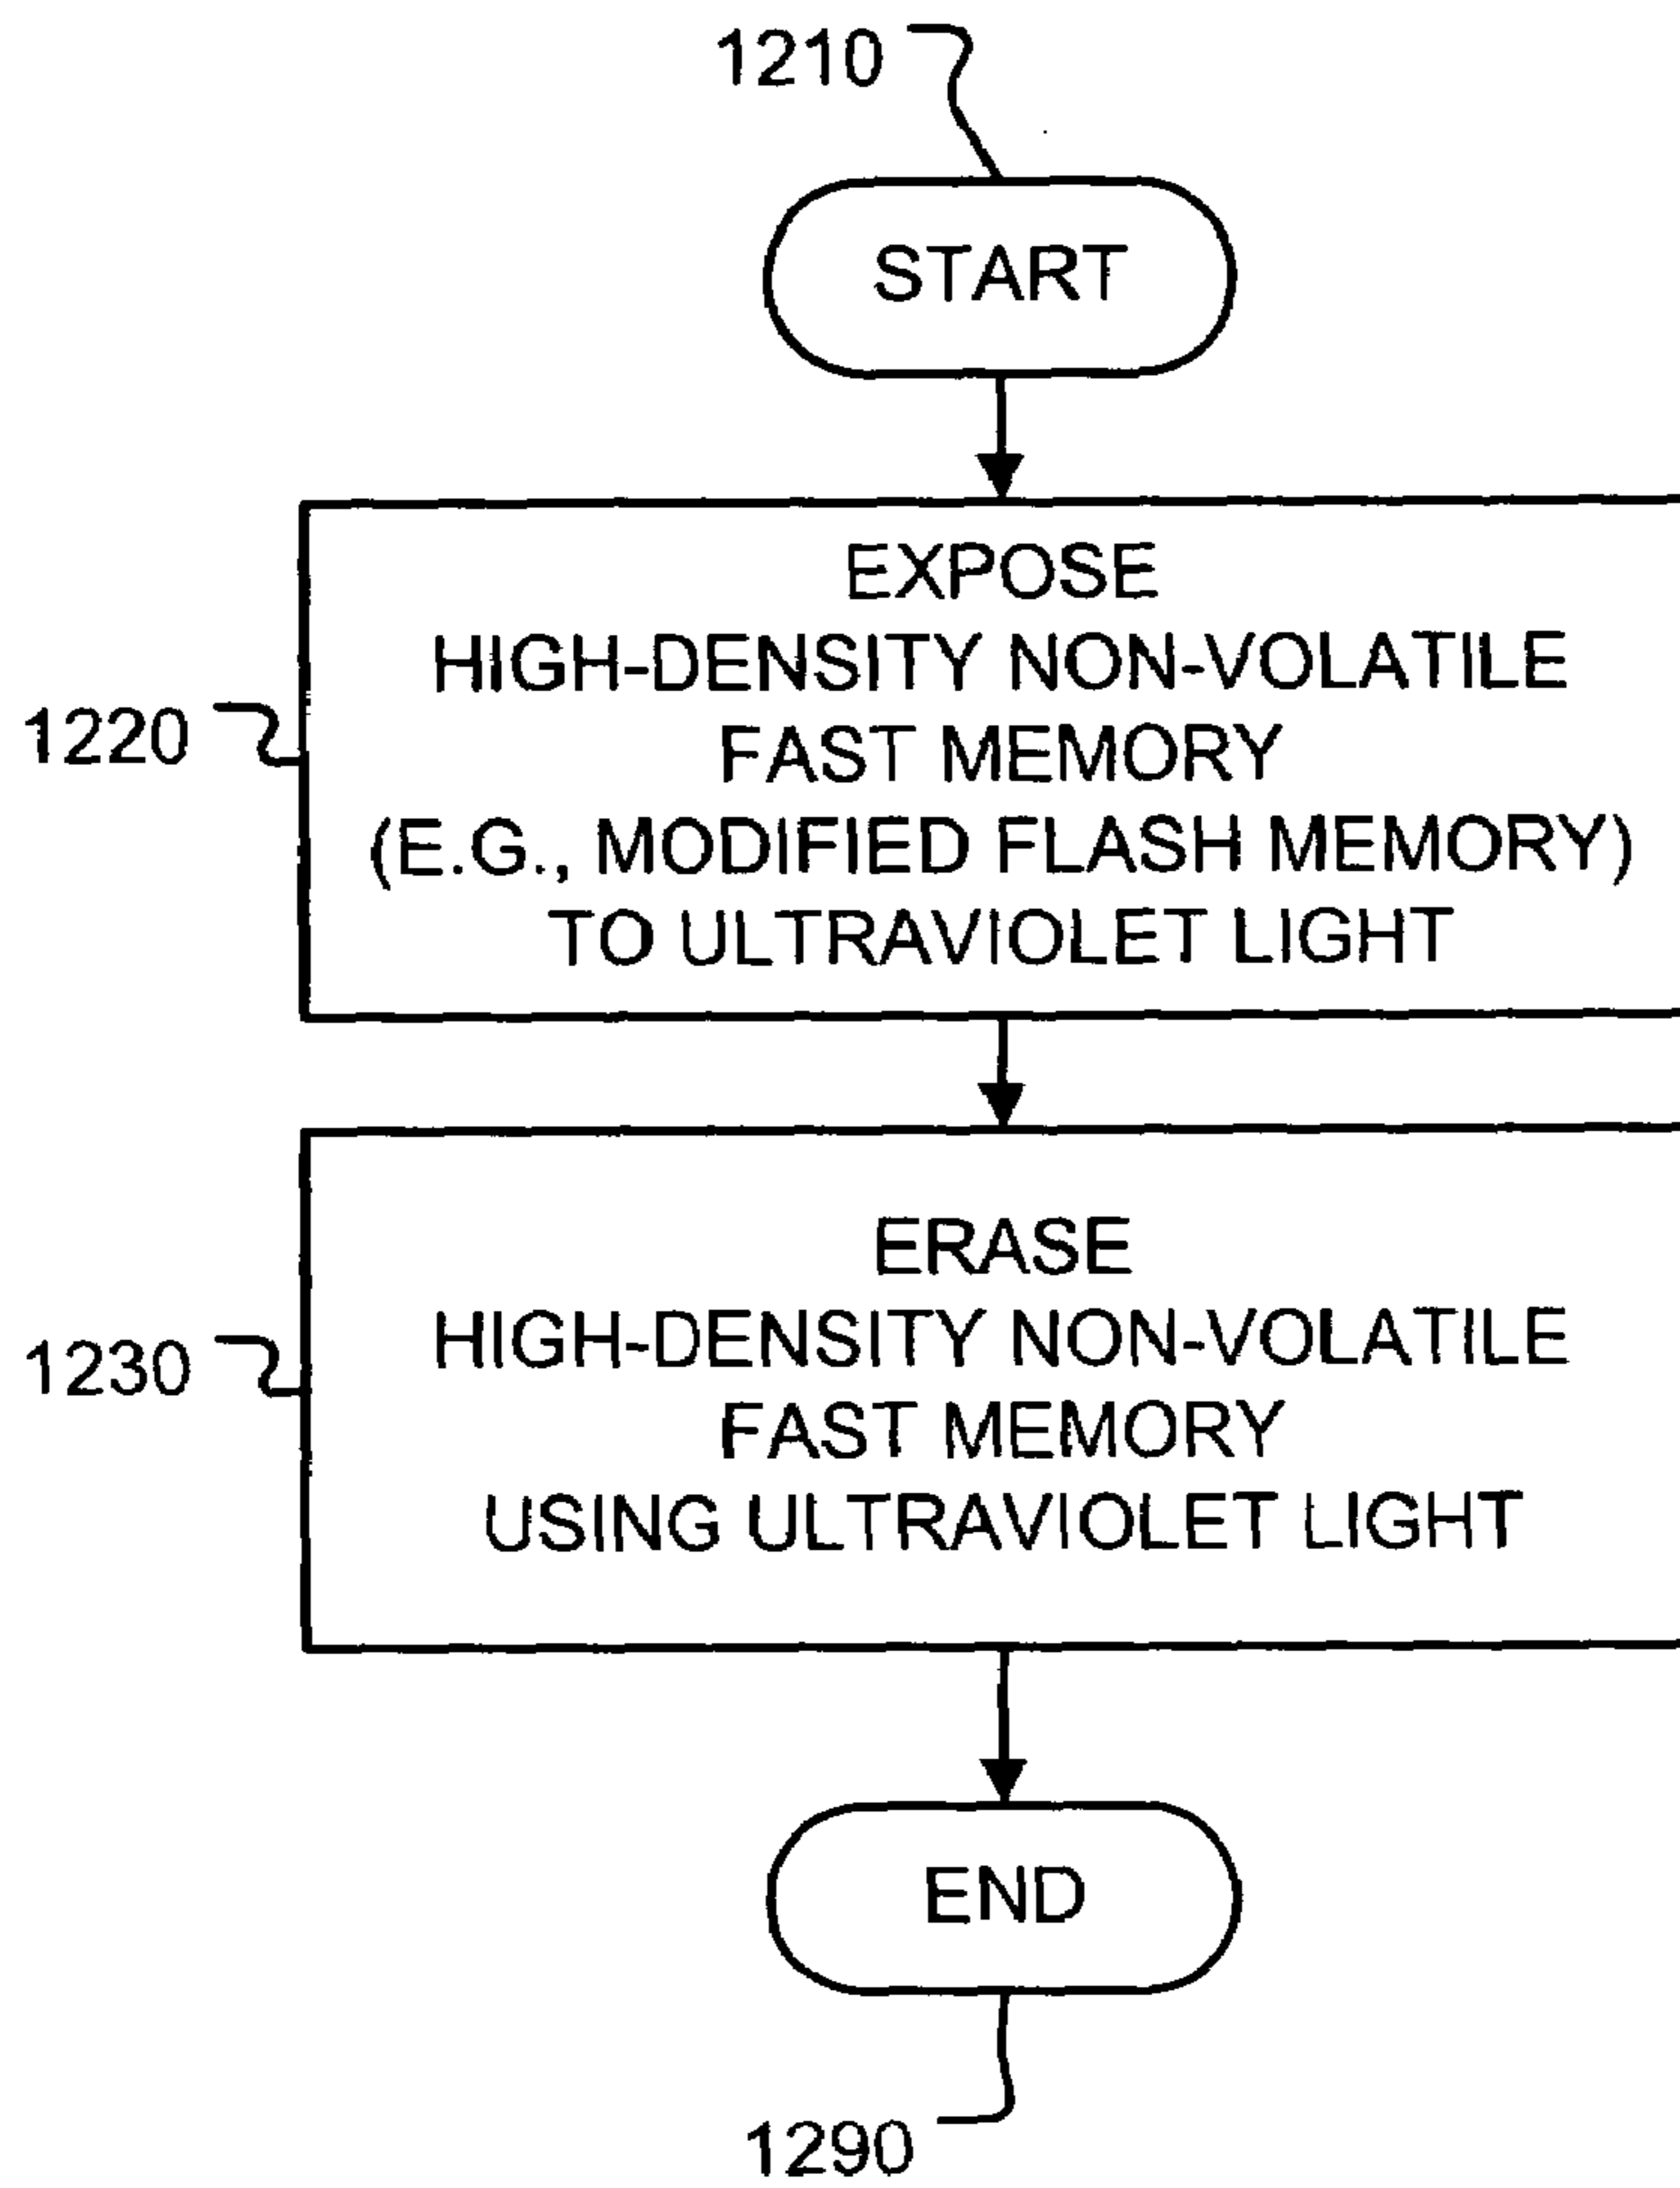 1210
START
1220
EXPOSE
HIGH-DENSITY NON-VOLATILE
FAST MEMORY
(E.G., MODIFIED FLASH MEMORY)
TO ULTRAVIOLET LIGHT
1230
ERASE
HIGH-DENSITY NON-VOLATILE
FAST MEMORY
USING ULTRAVIOLET LIGHT
END
1290